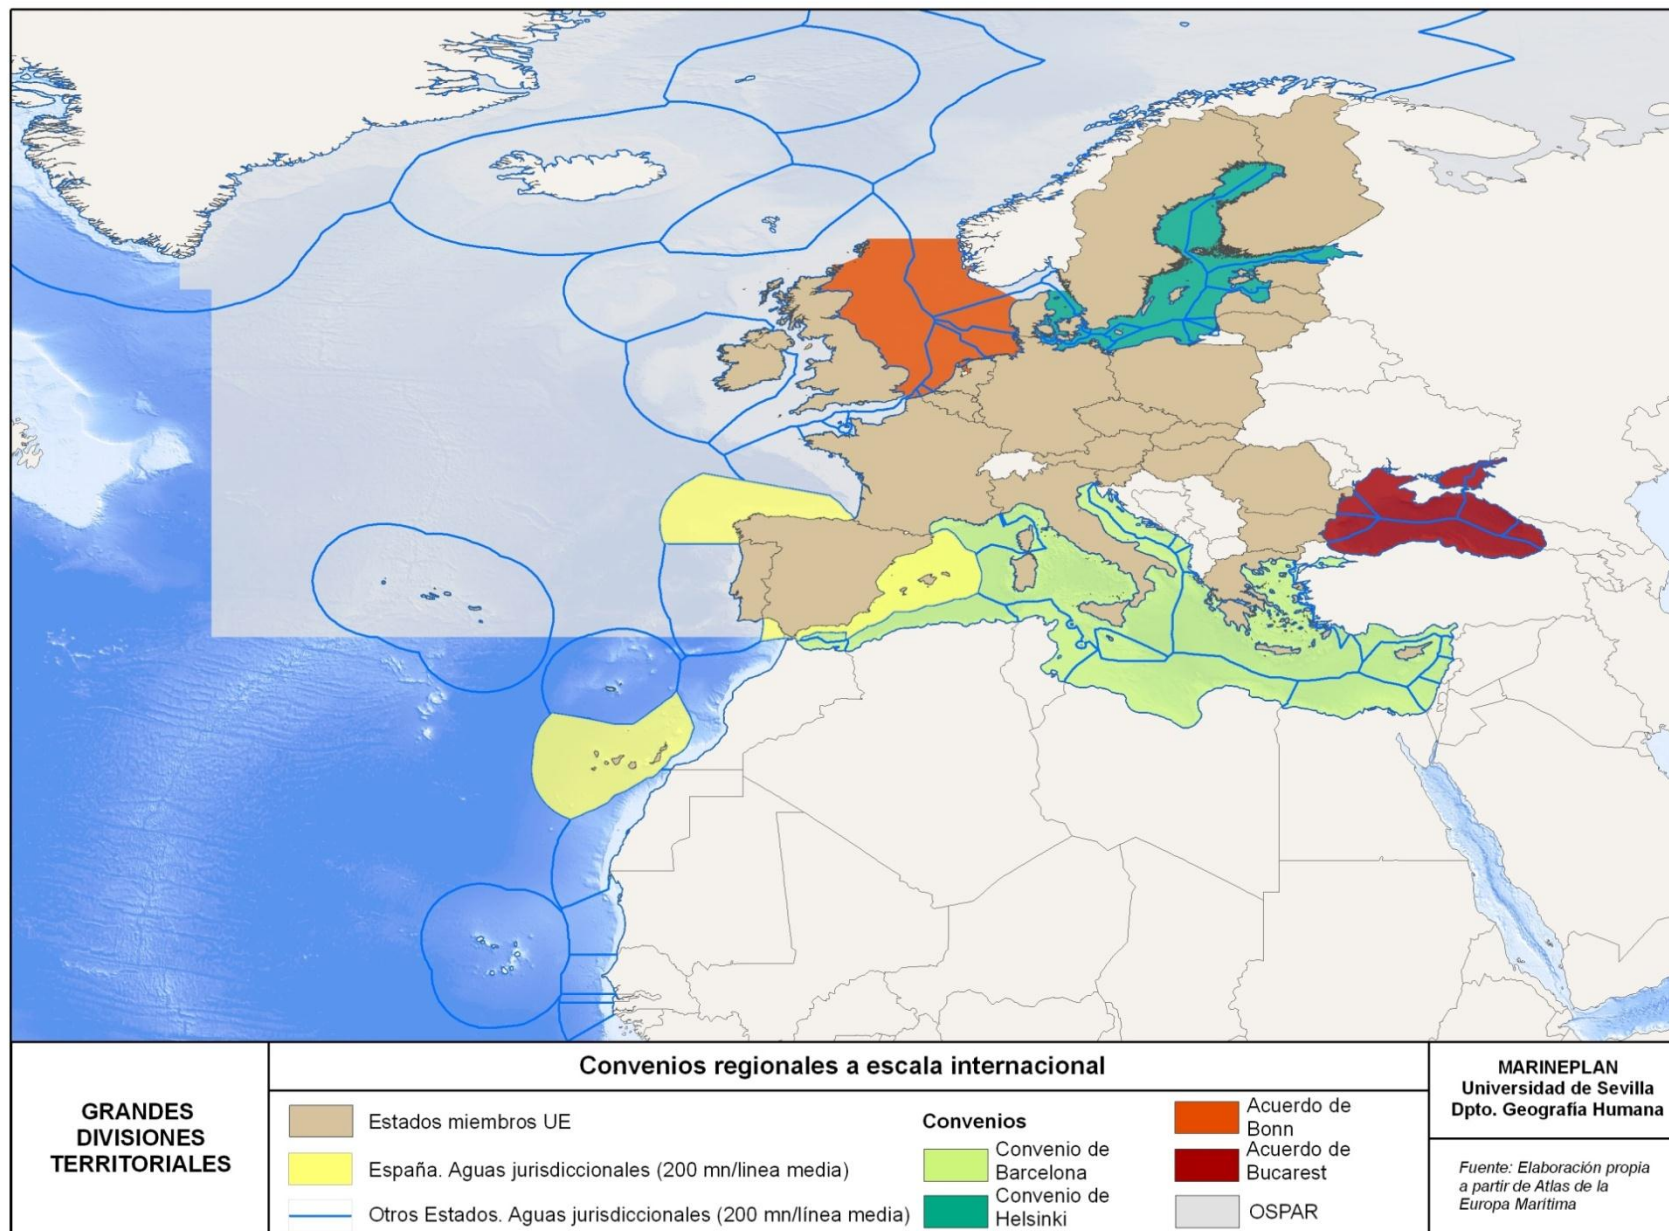 GRANDES
DIVISIONES
TERRITORIALES
Convenios regionales a escala internacional
Estados miembros UE
España. Aguas jurisdiccionales (200 mn/linea media)
Otros Estados. Aguas jurisdiccionales (200 mn/línea media)
Convenios
Convenio de
Barcelona
Convenio de
Helsinki
Acuerdo de
Bonn
Acuerdo de
Bucarest
OSPAR
MARINEPLAN
Universidad de Sevilla
Dpto. Geografía Humana
Fuente: Elaboración propia
a partir de Atlas de la
Europa Marítima